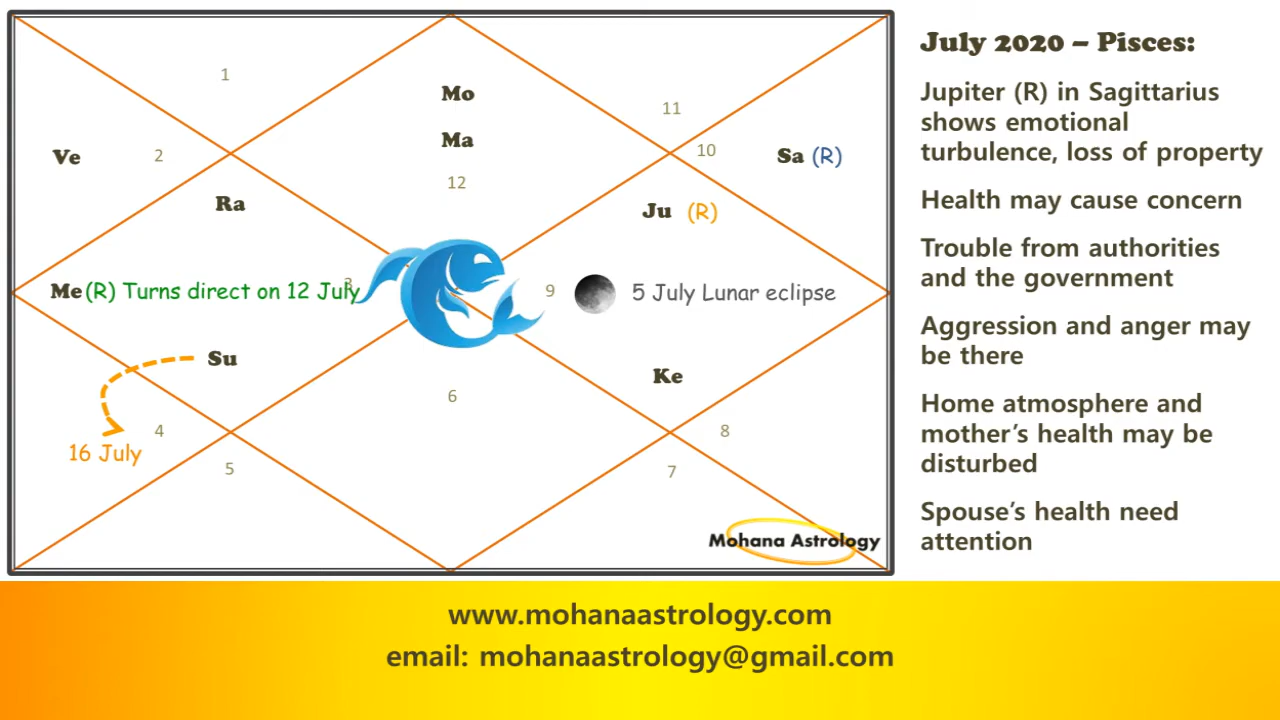 1
Mo
11
Ma
Ve
2
12
10
Sa (R)
Ra
Ju (R)
Me (R) Turns direct on 12 July
3
9
5 July Lunar eclipse
Su
Ke
6
16 July
4
8
5
7
Mohana Astrology
July 2020 – Pisces:
Jupiter (R) in Sagittarius
shows emotional
turbulence, loss of property
Health may cause concern
Trouble from authorities
and the government
Aggression and anger may
be there
Home atmosphere and
mother's health may be
disturbed
Spouse's health need
attention
www.mohanaastrology.com
email: mohanaastrology@gmail.com